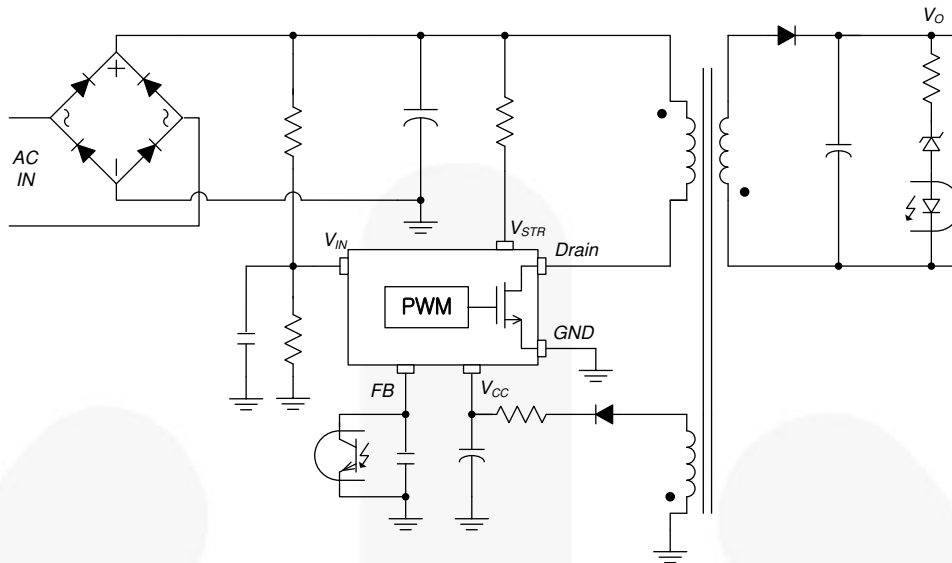 V_O
AC
IN
V_IN
V_STR
Drain
PWM
GND
FB
V_CC